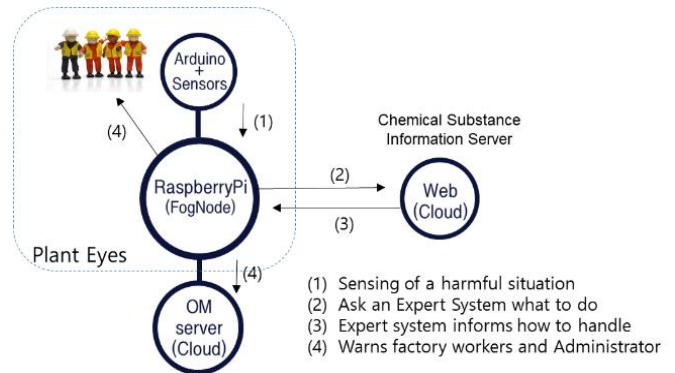 Arduino
+
Sensors
(1)
(4)
Chemical Substance
Information Server
RaspberryPi
(FogNode)
(2)
(3)
Web
(Cloud)
Plant Eyes
(4)
OM
server
(Cloud)
(1) Sensing of a harmful situation
(2) Ask an Expert System what to do
(3) Expert system informs how to handle
(4) Warns factory workers and Administrator